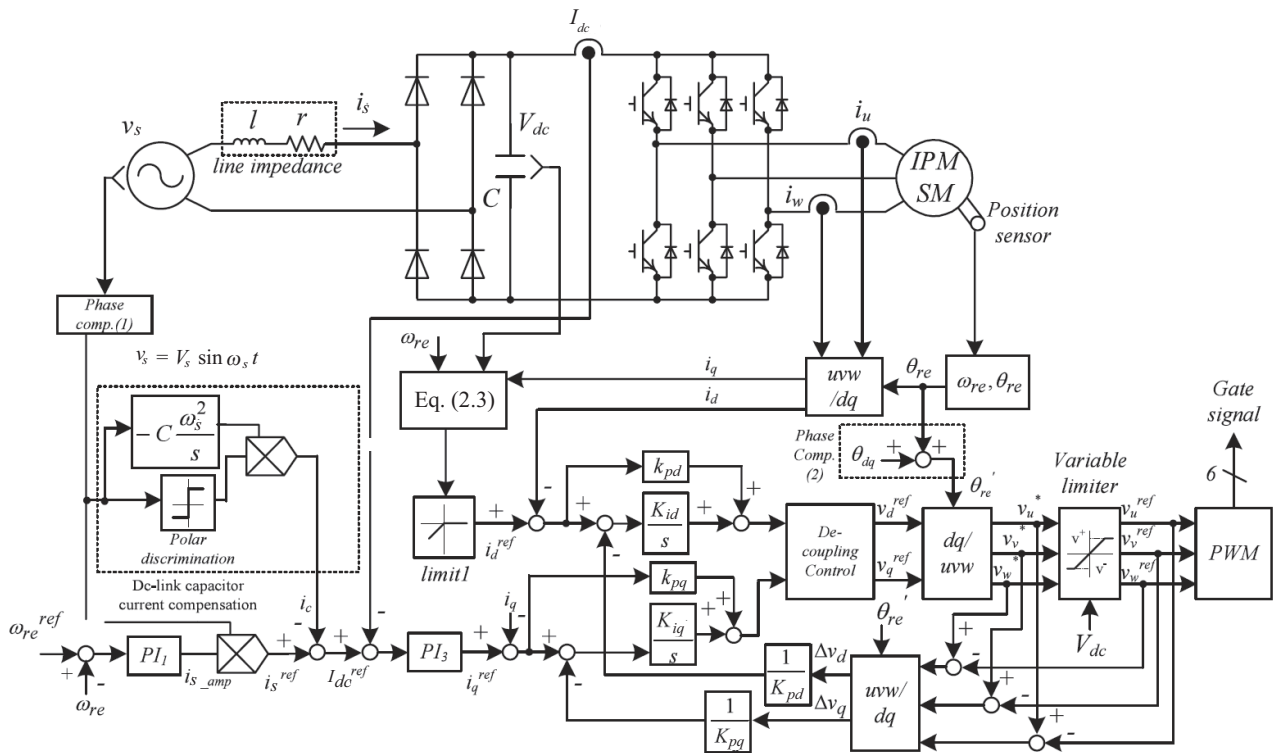 I_dc
i_s
l
r
v_s
line impedance
V_dc
C
i_u
i_w
IPM
SM
Position
sensor
Phase
comp.(1)
v_s = V_s sin ω_s t
ω_re
Eq. (2.3)
i_q
i_d
uvw
/dq
θ_re
ω_re, θ_re
Gate
signal
6
- C ω_s^2
s
Polar
discrimination
Dc-link capacitor
current compensation
Phase
Comp.(2)
θ_dq
+
+
θ_re'
limit1
+
i_d^ref
-
+
-
k_pd
K_id
s
+
+
De-
coupling
Control
v_d^ref
v_q^ref
dq/
uvw
v_u^*
v_v^*
v_w^*
Variable
limiter
v^+
v^-
V_dc
v_u^ref
v_v^ref
v_w^ref
PWM
k_pq
K_iq
s
+
+
ω_re^ref
+
-
ω_re
PI_1
i_s_amp
i_s^ref
+
-
i_c
I_dc^ref
+
-
PI_3
i_q^ref
+
-
i_q
+
-
θ_re'
1
K_pd
Δv_d
1
K_pq
Δv_q
uvw/
dq
+
-
+
-
+
-